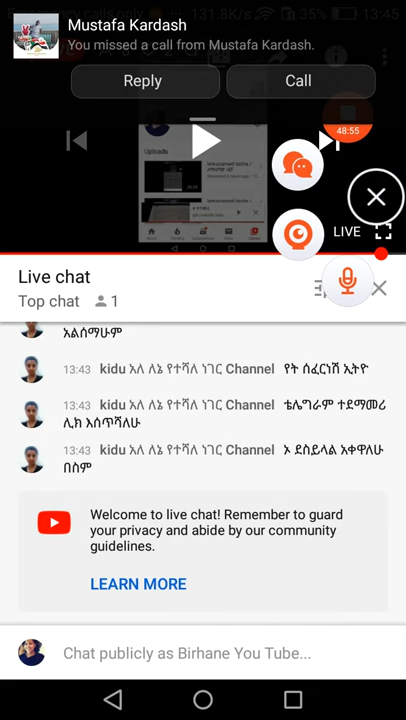 13:45
35%
Mustafa Kardash
You missed a call from Mustafa Kardash.
Reply
Call
Uploads
48:55
LIVE
Live chat
Top chat 1
አልሰማሁም
13:43 kidu አለ ለኔ የተሻለ ነገር Channel የት ሰፈርነሽ ኢትዮ
13:43 kidu አለ ለኔ የተሻለ ነገር Channel ቴሌግራም ተደማመሪ
ሊክ እሰጥሻለሁ
13:43 kidu አለ ለኔ የተሻለ ነገር Channel ኦ ደስይላል አቀዋለሁ
በስም
Welcome to live chat! Remember to guard
your privacy and abide by our community
guidelines.
LEARN MORE
Chat publicly as Birhane You Tube...